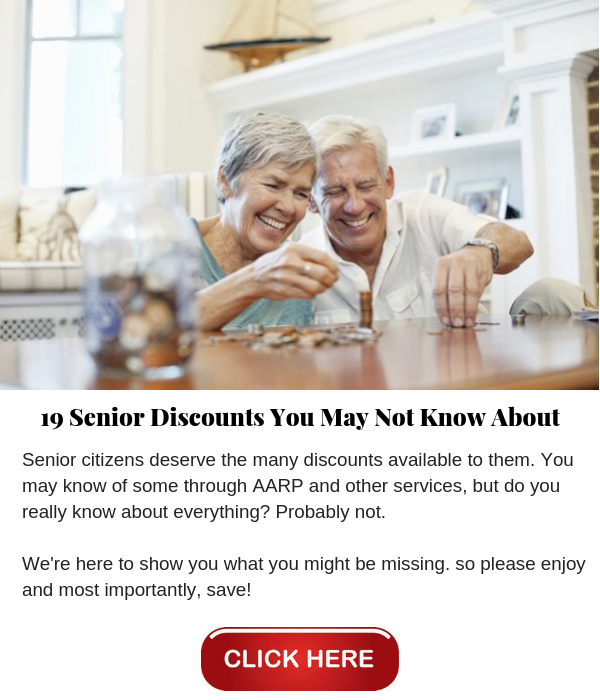 19 Senior Discounts You May Not Know About
Senior citizens deserve the many discounts available to them. You
may know of some through AARP and other services, but do you
really know about everything? Probably not.
We're here to show you what you might be missing. so please enjoy
and most importantly, save!
CLICK HERE